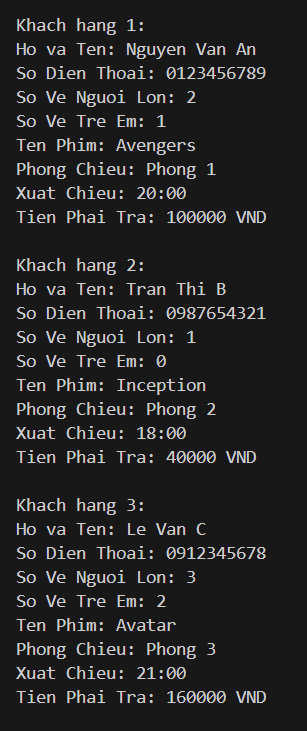 Khach hang 1:
Ho va Ten: Nguyen Van An
So Dien Thoai: 0123456789
So Ve Nguoi Lon: 2
So Ve Tre Em: 1
Ten Phim: Avengers
Phong Chieu: Phong 1
Xuat Chieu: 20:00
Tien Phai Tra: 100000 VND
Khach hang 2:
Ho va Ten: Tran Thi B
So Dien Thoai: 0987654321
So Ve Nguoi Lon: 1
So Ve Tre Em: 0
Ten Phim: Inception
Phong Chieu: Phong 2
Xuat Chieu: 18:00
Tien Phai Tra: 40000 VND
Khach hang 3:
Ho va Ten: Le Van C
So Dien Thoai: 0912345678
So Ve Nguoi Lon: 3
So Ve Tre Em: 2
Ten Phim: Avatar
Phong Chieu: Phong 3
Xuat Chieu: 21:00
Tien Phai Tra: 160000 VND